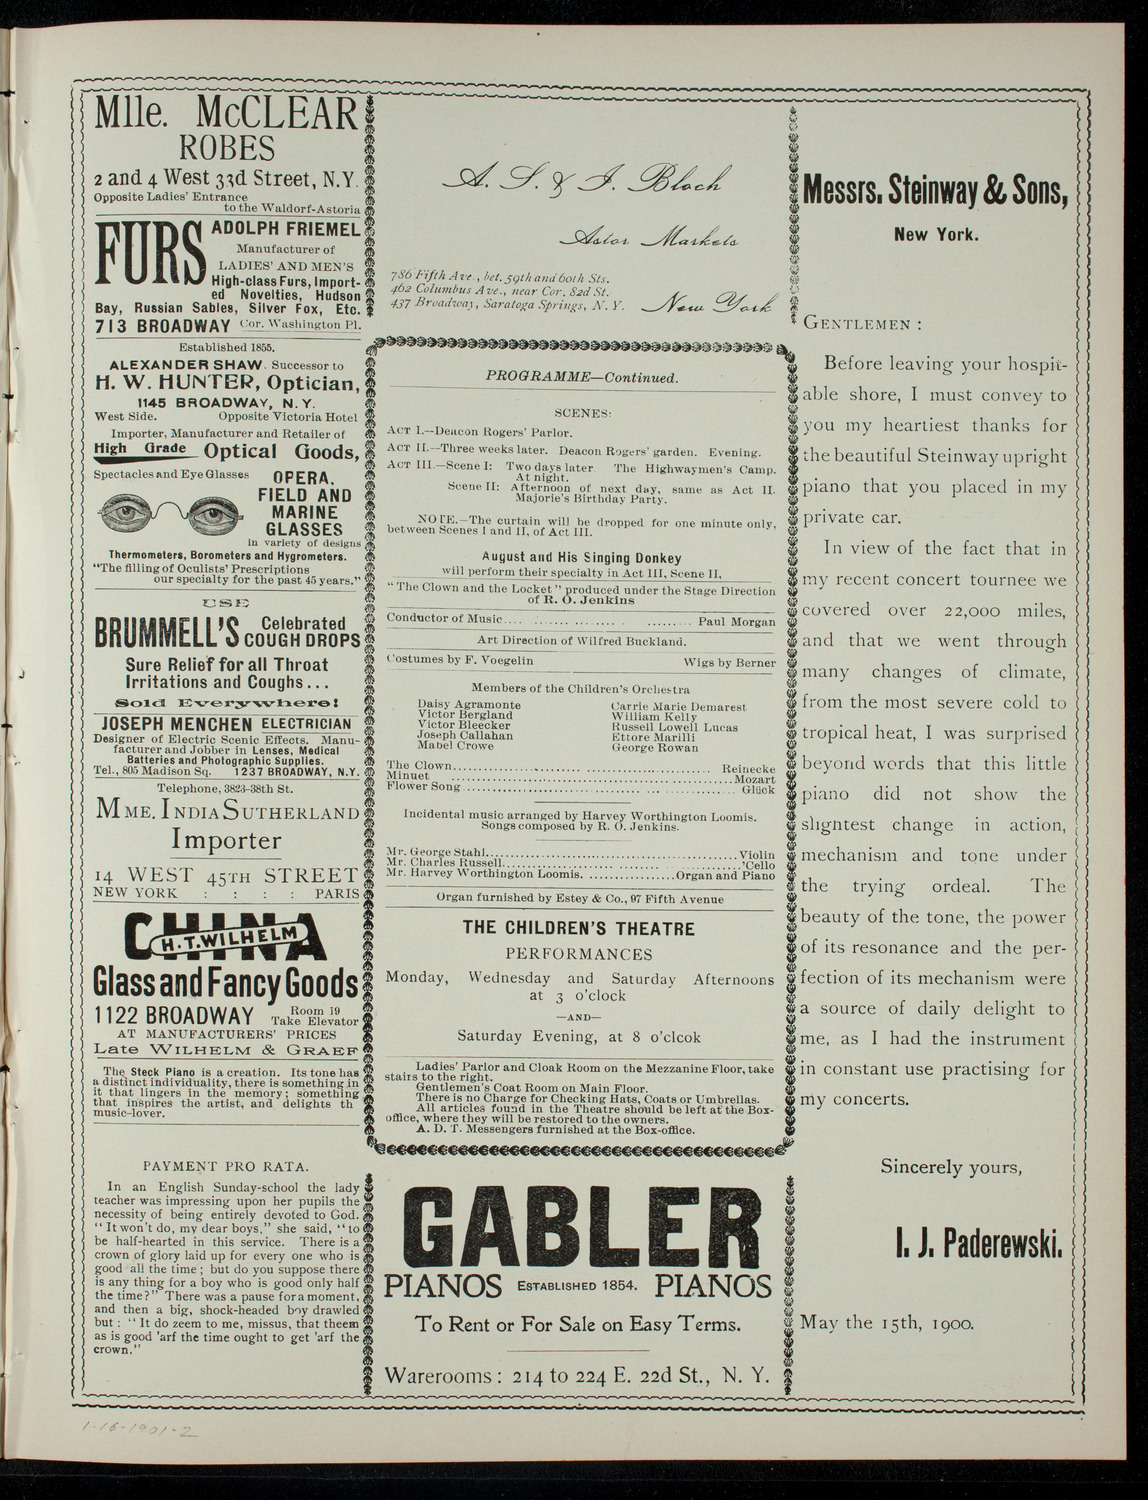 Mlle. McCLEAR
ROBES
2 and 4 West 33d Street, N.Y.
Opposite Ladies' Entrance
to the Waldorf-Astoria
FURS
ADOLPH FRIEMEL
Manufacturer of
LADIES' AND MEN'S
High-class Furs, Import-
ed Novelties, Hudson
Bay, Russian Sables, Silver Fox, Etc.
713 BROADWAY Cor. Washington Pl.
Established 1855.
ALEXANDER SHAW. Successor to
H. W. HUNTER, Optician,
1145 BROADWAY, N.Y.
West Side. Opposite Victoria Hotel
Importer, Manufacturer and Retailer of
High Grade Optical Goods,
Spectacles and Eye Glasses
OPERA,
FIELD AND
MARINE
GLASSES
in variety of designs
Thermometers, Borometers and Hygrometers.
"The filling of Oculists' Prescriptions
our specialty for the past 45 years."
USE
BRUMMELL'S Celebrated
COUGH DROPS
Sure Relief for all Throat
Irritations and Coughs...
Sold Everywhere!
JOSEPH MENCHEN ELECTRICIAN
Designer of Electric Scenic Effects. Manu-
facturer and Jobber in Lenses, Medical
Batteries and Photographic Supplies.
Tel., 805 Madison Sq. 1237 BROADWAY, N.Y.
Telephone, 3823-38th St.
MME. INDIA SUTHERLAND
Importer
14 WEST 45TH STREET
NEW YORK : : : : PARIS
CHINA
H.T. WILHELM
Glass and Fancy Goods
1122 BROADWAY Room 19
Take Elevator
AT MANUFACTURERS' PRICES
Late WILHELM & GRAEF
The Steck Piano is a creation. Its tone has
a distinct individuality, there is something in
it that lingers in the memory; something
that inspires the artist, and delights th
music-lover.
PAYMENT PRO RATA.
In an English Sunday-school the lady
teacher was impressing upon her pupils the
necessity of being entirely devoted to God.
"It won't do, my dear boys," she said, "to
be half-hearted in this service. There is a
crown of glory laid up for every one who is
good all the time; but do you suppose there
is any thing for a boy who is good only half
the time?" There was a pause for a moment,
and then a big, shock-headed boy drawled
but: "It do zeem to me, missus, that theem
as is good 'arf the time ought to get 'arf the
crown."
A. S. & J. Bloch
Astor Markets
786 Fifth Ave., bet. 59th and 60th Sts.
462 Columbus Ave., near Cor. 82d St.
437 Broadway, Saratoga Springs, N. Y.
New York
PROGRAMME—Continued.
SCENES:
ACT I.—Deacon Rogers' Parlor.
ACT II.—Three weeks later. Deacon Rogers' garden. Evening.
ACT III.—Scene I: Two days later The Highwaymen's Camp.
At night.
Scene II: Afternoon of next day, same as Act II.
Majorie's Birthday Party.
NOTE.—The curtain will be dropped for one minute only,
between Scenes I and II, of Act III.
August and His Singing Donkey
will perform their specialty in Act III, Scene II,
"The Clown and the Locket" produced under the Stage Direction
of R. O. Jenkins
Conductor of Music.... ...... ... .... . ......... Paul Morgan
Art Direction of Wilfred Buckland.
Costumes by F. Voegelin Wigs by Berner
Members of the Children's Orchestra
Daisy Agramonte Carrie Marie Demarest
Victor Bergland William Kelly
Victor Bleecker Russell Lowell Lucas
Joseph Callahan Ettore Marilli
Mabel Crowe George Rowan
The Clown........................................ Reinecke
Minuet ........................................Mozart
Flower Song ........................................ Glück
Incidental music arranged by Harvey Worthington Loomis.
Songs composed by R. O. Jenkins.
Mr. George Stahl........................................Violin
Mr. Charles Russell........................................'Cello
Mr. Harvey Worthington Loomis. ................Organ and Piano
Organ furnished by Estey & Co., 97 Fifth Avenue
THE CHILDREN'S THEATRE
PERFORMANCES
Monday, Wednesday and Saturday Afternoons
at 3 o'clock
—AND—
Saturday Evening, at 8 o'clcok
Ladies' Parlor and Cloak Room on the Mezzanine Floor, take
stairs to the right.
Gentlemen's Coat Room on Main Floor.
There is no Charge for Checking Hats, Coats or Umbrellas.
All articles found in the Theatre should be left at the Box-
office, where they will be restored to the owners.
A. D. T. Messengers furnished at the Box-office.
GABLER
PIANOS ESTABLISHED 1854. PIANOS
To Rent or For Sale on Easy Terms.
Warerooms: 214 to 224 E. 22d St., N. Y.
Messrs. Steinway & Sons,
New York.
GENTLEMEN:
Before leaving your hospit-
able shore, I must convey to
you my heartiest thanks for
the beautiful Steinway upright
piano that you placed in my
private car.
In view of the fact that in
my recent concert tournee we
covered over 22,000 miles,
and that we went through
many changes of climate,
from the most severe cold to
tropical heat, I was surprised
beyond words that this little
piano did not show the
slightest change in action,
mechanism and tone under
the trying ordeal. The
beauty of the tone, the power
of its resonance and the per-
fection of its mechanism were
a source of daily delight to
me, as I had the instrument
in constant use practising for
my concerts.
Sincerely yours,
I. J. Paderewski.
May the 15th, 1900.
1-16-1901-2